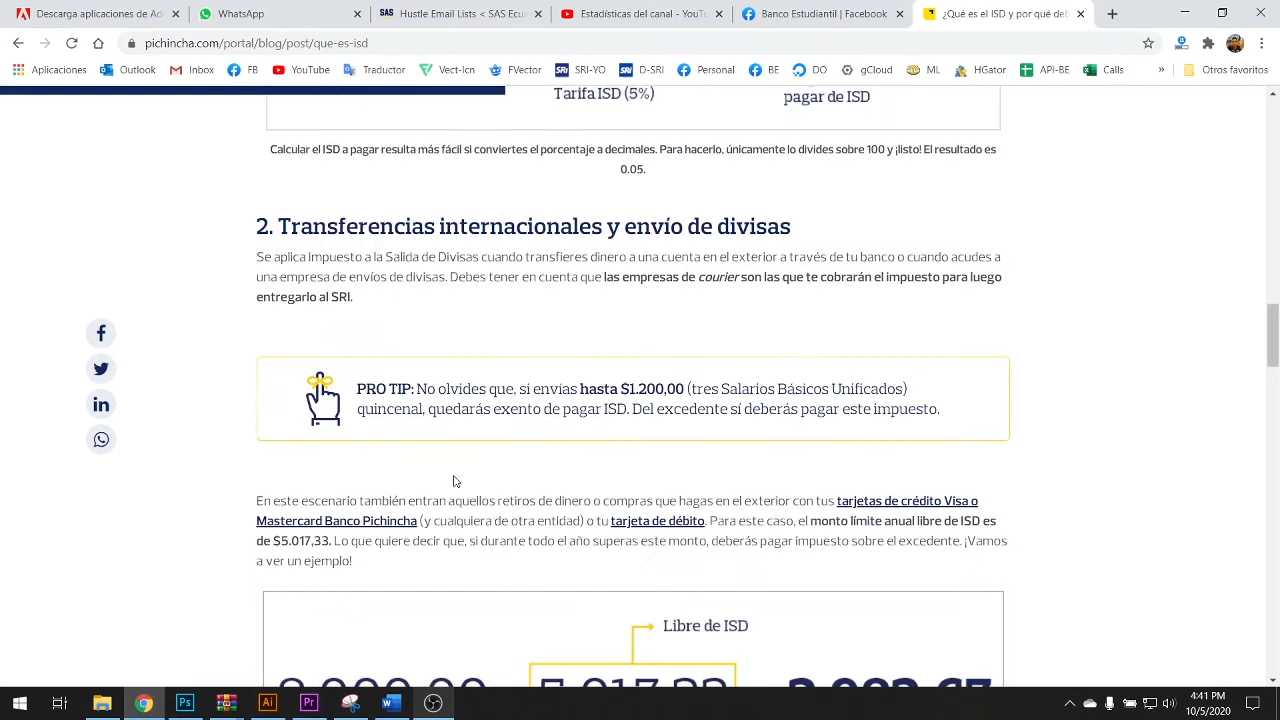 Descarga aplicaciones de Ado
WhatsApp
Hustle Email Lists < SAS Ecua
Estadísticas del canal - YouTu
Banco Estudiantil | Facebook
¿Qué es el ISD y por qué deb
pichincha.com/portal/blog/post/que-es-isd
Aplicaciones
Outlook
Inbox
FB
YouTube
Traductor
Vect-Icn
FVector
SRI-YO
D-SRI
Personal
BE
DO
gCloud
ML
HGator
API-BE
Calls
»
Otros favoritos
Tarifa ISD (5%)
pagar de ISD
Calcular el ISD a pagar resulta más fácil si conviertes el porcentaje a decimales. Para hacerlo, únicamente lo divides sobre 100 y ¡listo! El resultado es
0.05.
2. Transferencias internacionales y envío de divisas
Se aplica Impuesto a la Salida de Divisas cuando transfieres dinero a una cuenta en el exterior a través de tu banco o cuando acudes a
una empresa de envíos de divisas. Debes tener en cuenta que las empresas de courier son las que te cobrarán el impuesto para luego
entregarlo al SRI.
PRO TIP: No olvides que, si envías hasta $1.200,00 (tres Salarios Básicos Unificados)
quincenal, quedarás exento de pagar ISD. Del excedente sí deberás pagar este impuesto.
En este escenario también entran aquellos retiros de dinero o compras que hagas en el exterior con tus tarjetas de crédito Visa o
Mastercard Banco Pichincha (y cualquiera de otra entidad) o tu tarjeta de débito. Para este caso, el monto límite anual libre de ISD es
de $5.017,33. Lo que quiere decir que, si durante todo el año superas este monto, deberás pagar impuesto sobre el excedente. ¡Vamos
a ver un ejemplo!
Libre de ISD
4:41 PM
10/5/2020